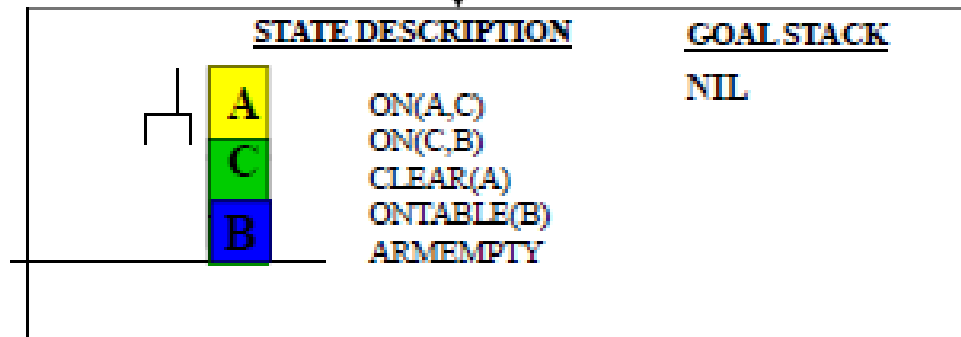 STATE DESCRIPTION
GOAL STACK
NIL
A
C
B
ON(A,C)
ON(C,B)
CLEAR(A)
ONTABLE(B)
ARMEMPTY